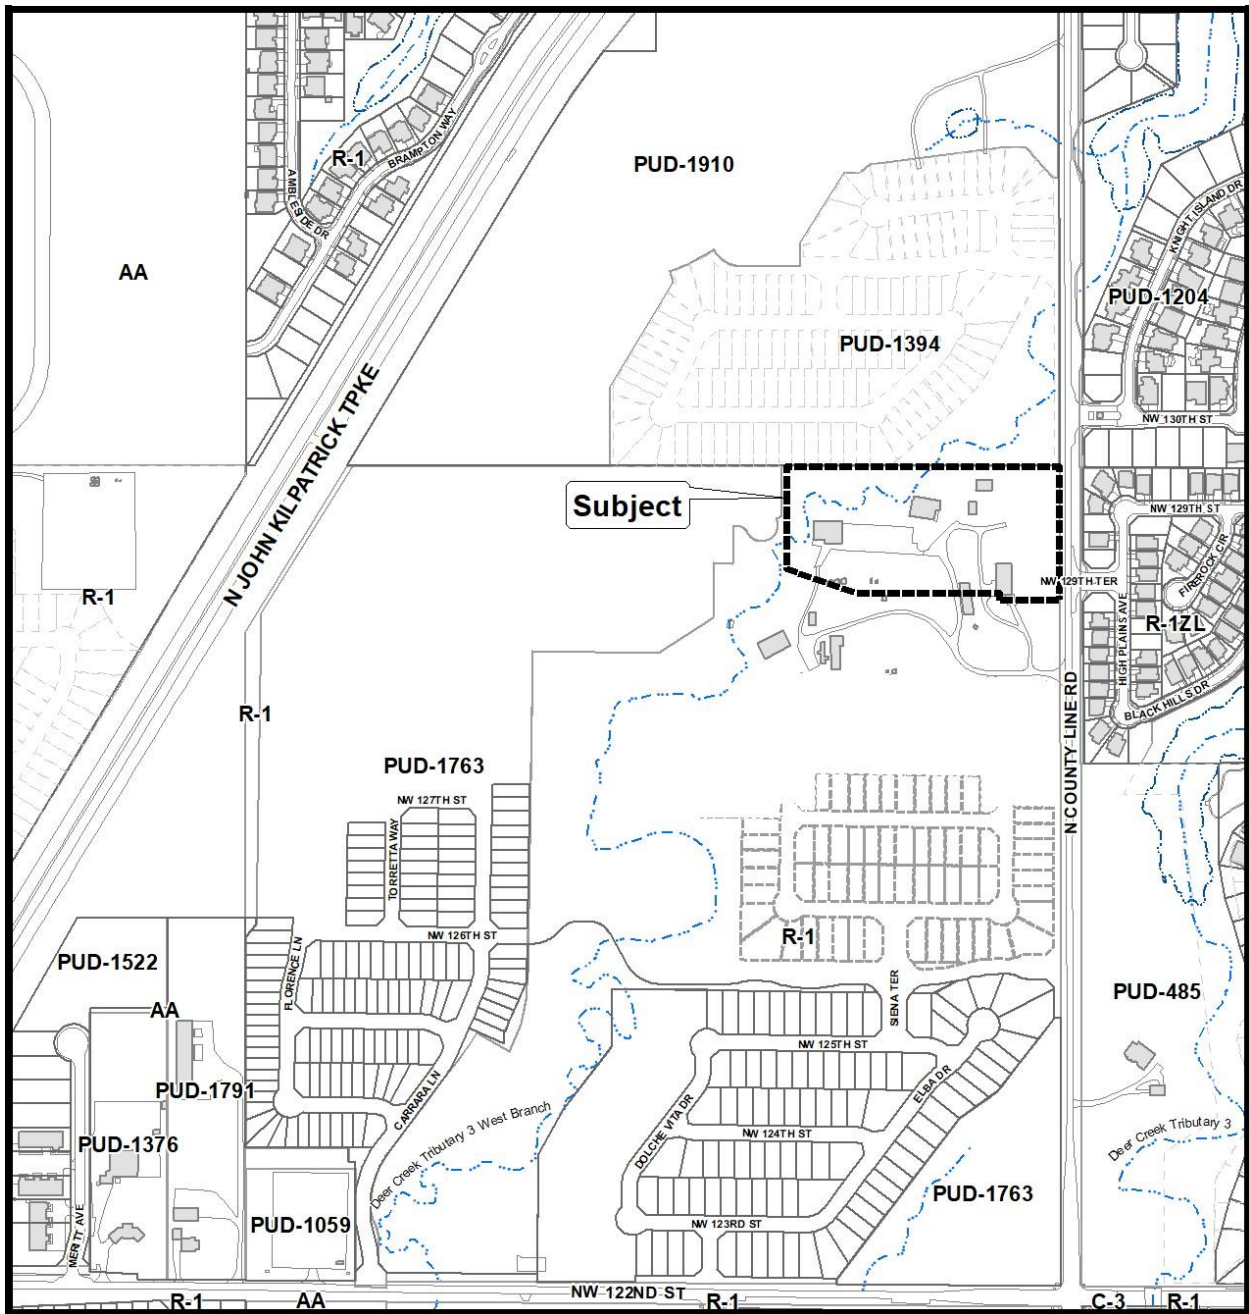 PUD-1910
R-1
BRAMPTON WAY
AMBLESIDE DR
KNIGHT ISLAND DR
AA
PUD-1204
PUD-1394
N JOHN KILPATRICK TPKE
NW 130TH ST
Subject
NW 129TH ST
FIREROCK CIR
NW 129TH TER
R-1
R-1ZL
HIGH PLAINS AVE
BLACK HILLS DR
N COUNTY LINE RD
R-1
PUD-1763
NW 127TH ST
TORRETTA WAY
NW 126TH ST
R-1
FLORENCE LN
PUD-1522
SIENA TER
PUD-485
AA
NW 125TH ST
PUD-1791
CARRARA LN
ELBA DR
Deer Creek Tributary 3 West Branch
DOLCHE VITA DR
NW 124TH ST
Deer Creek Tributary 3
PUD-1376
PUD-1763
PUD-1059
NW 123RD ST
MERITT AVE
NW 122ND ST
R-1
AA
R-1
C-3
R-1